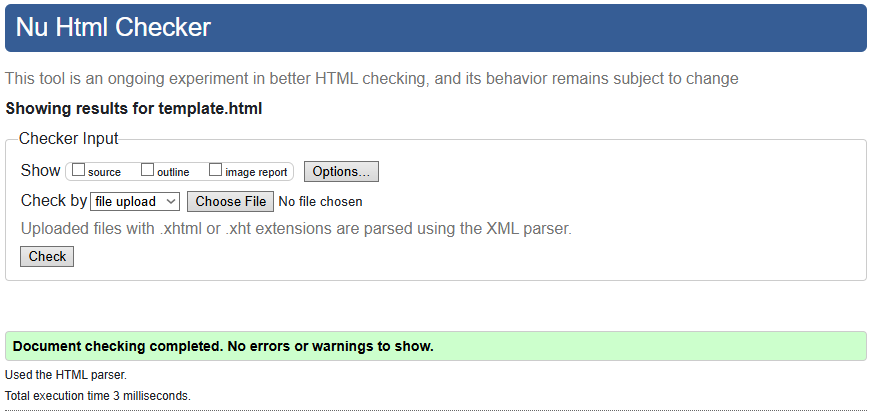 Nu Html Checker
This tool is an ongoing experiment in better HTML checking, and its behavior remains subject to change
Showing results for template.html
Checker Input
Show source outline image report Options...
Check by file upload Choose File No file chosen
Uploaded files with .xhtml or .xht extensions are parsed using the XML parser.
Check
Document checking completed. No errors or warnings to show.
Used the HTML parser.
Total execution time 3 milliseconds.